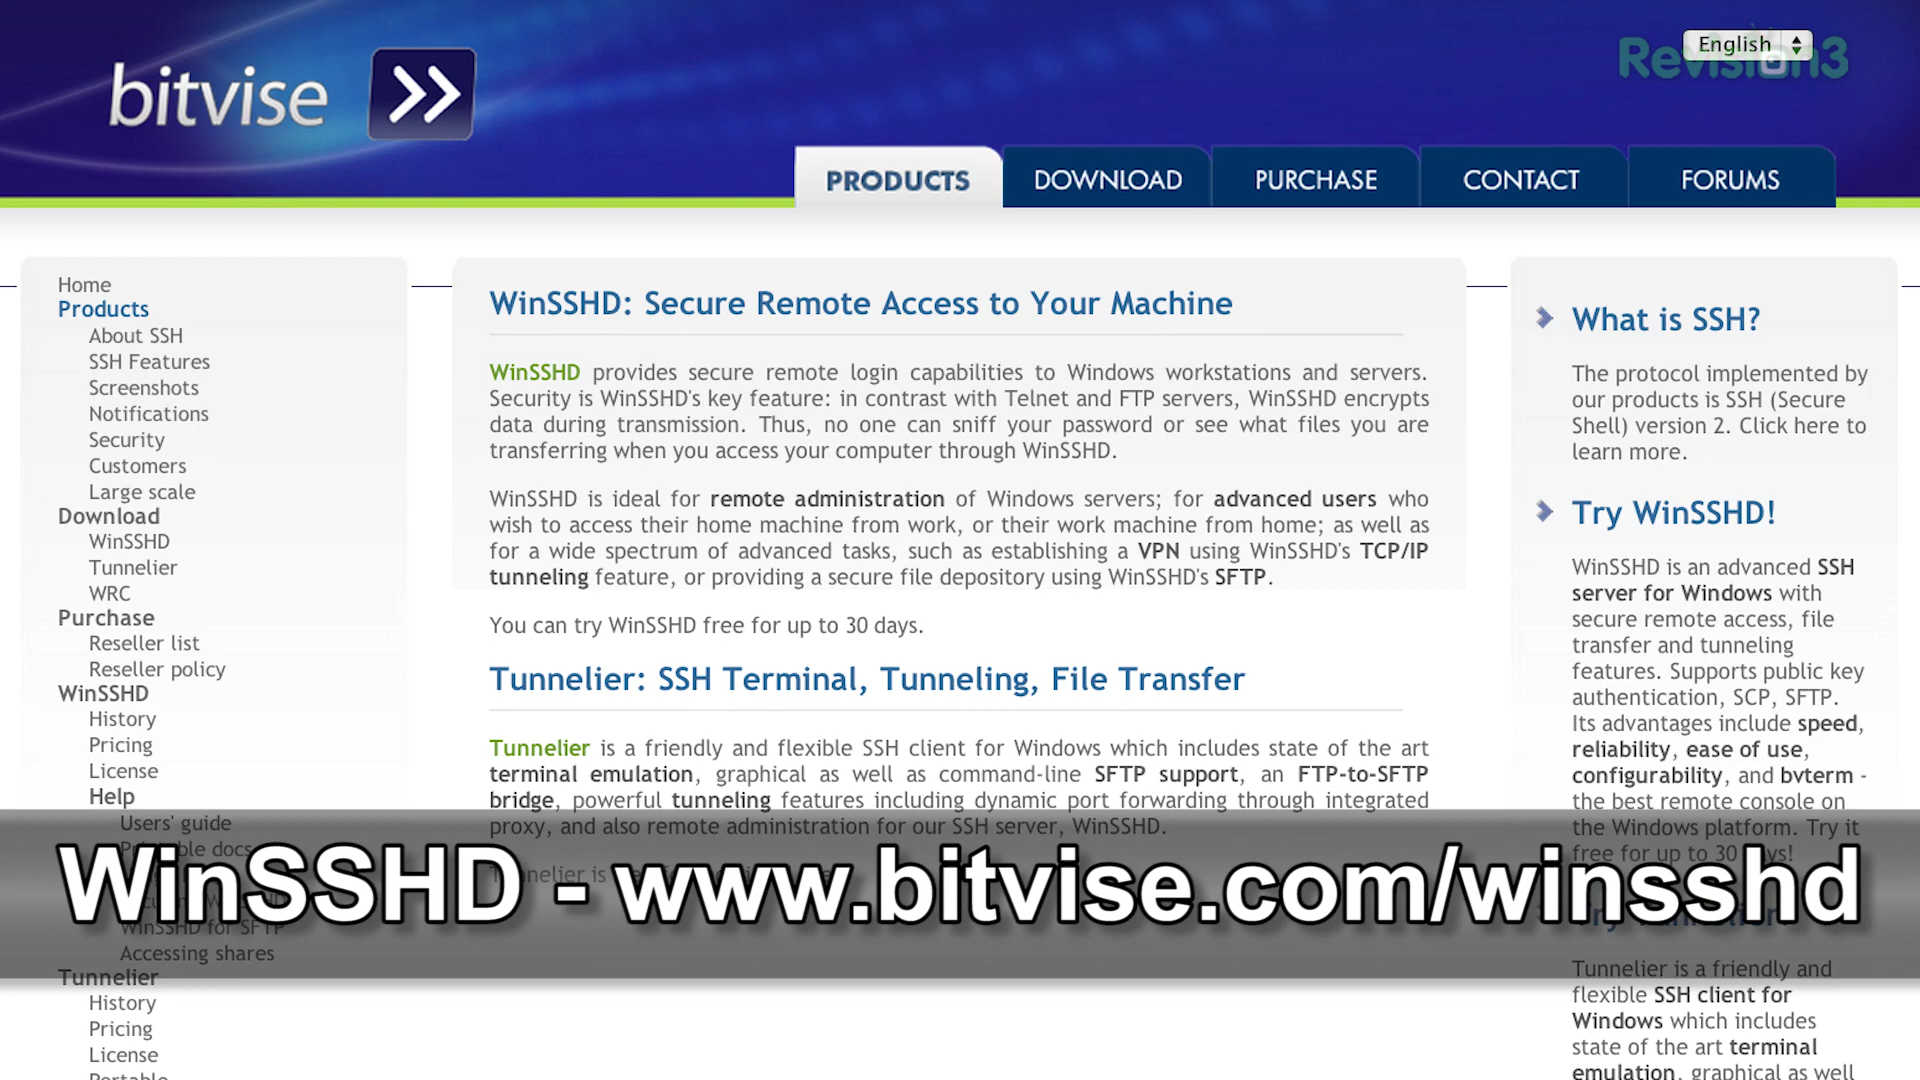 bitvise
English
Revision3
PRODUCTS
DOWNLOAD
PURCHASE
CONTACT
FORUMS
Home
Products
About SSH
SSH Features
Screenshots
Notifications
Security
Customers
Large scale
Download
WinSSHD
Tunnelier
WRC
Purchase
Reseller list
Reseller policy
WinSSHD
History
Pricing
License
Help
Users' guide
docs
WinSSHD for SFTP
Accessing shares
Tunnelier
History
Pricing
License
Portable
WinSSHD: Secure Remote Access to Your Machine
WinSSHD provides secure remote login capabilities to Windows workstations and servers.
Security is WinSSHD's key feature: in contrast with Telnet and FTP servers, WinSSHD encrypts
data during transmission. Thus, no one can sniff your password or see what files you are
transferring when you access your computer through WinSSHD.
WinSSHD is ideal for remote administration of Windows servers; for advanced users who
wish to access their home machine from work, or their work machine from home; as well as
for a wide spectrum of advanced tasks, such as establishing a VPN using WinSSHD's TCP/IP
tunneling feature, or providing a secure file depository using WinSSHD's SFTP.
You can try WinSSHD free for up to 30 days.
Tunnelier: SSH Terminal, Tunneling, File Transfer
Tunnelier is a friendly and flexible SSH client for Windows which includes state of the art
terminal emulation, graphical as well as command-line SFTP support, an FTP-to-SFTP
bridge, powerful tunneling features including dynamic port forwarding through integrated
proxy, and also remote administration for our SSH server, WinSSHD.
What is SSH?
The protocol implemented by
our products is SSH (Secure
Shell) version 2. Click here to
learn more.
Try WinSSHD!
WinSSHD is an advanced SSH
server for Windows with
secure remote access, file
transfer and tunneling
features. Supports public key
authentication, SCP, SFTP.
Its advantages include speed,
reliability, ease of use,
configurability, and bvterm -
the best remote console on
the Windows platform. Try it
free for up to 30 days!
Tunnelier is a friendly and
flexible SSH client for
Windows which includes
state of the art terminal
emulation, graphical as well
WinSSHD - www.bitvise.com/winsshd